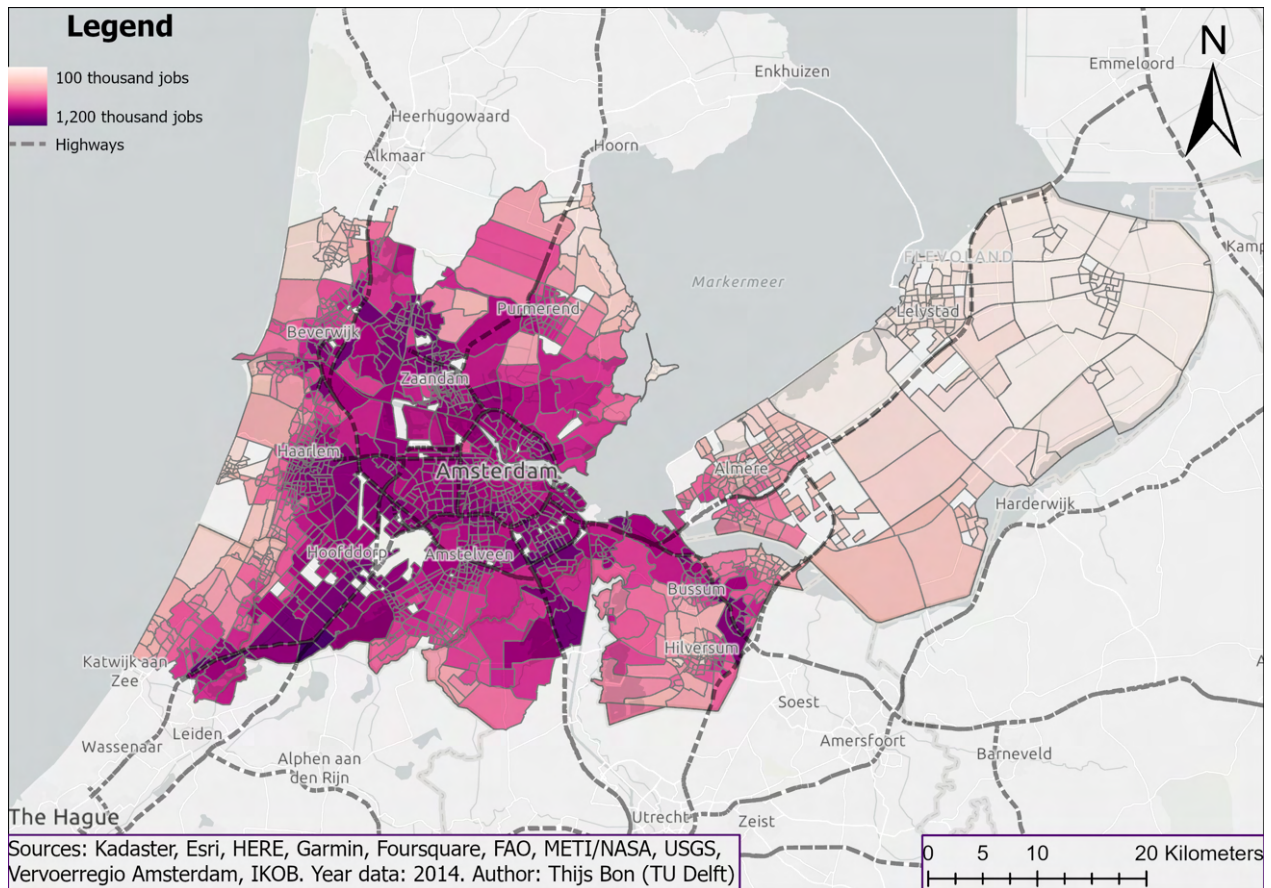 Legend
100 thousand jobs
1,200 thousand jobs
Highways
N
Emmeloord
Enkhuizen
Heerhugowaard
Hoorn
Alkmaar
FLEVOLAND
Markermeer
Lelystad
Purmerend
Beverwijk
Zaandam
Haarlem
Amsterdam
Almere
Harderwijk
Hoofddorp
Amstelveen
Bussum
Hilversum
Katwijk aan
Zee
Soest
Wassenaar
Leiden
Amersfoort
Barneveld
Alphen aan
den Rijn
The Hague
Utrecht
Zeist
Sources: Kadaster, Esri, HERE, Garmin, Foursquare, FAO, METI/NASA, USGS,
Vervoerregio Amsterdam, IKOB. Year data: 2014. Author: Thijs Bon (TU Delft)
0 5 10 20 Kilometers